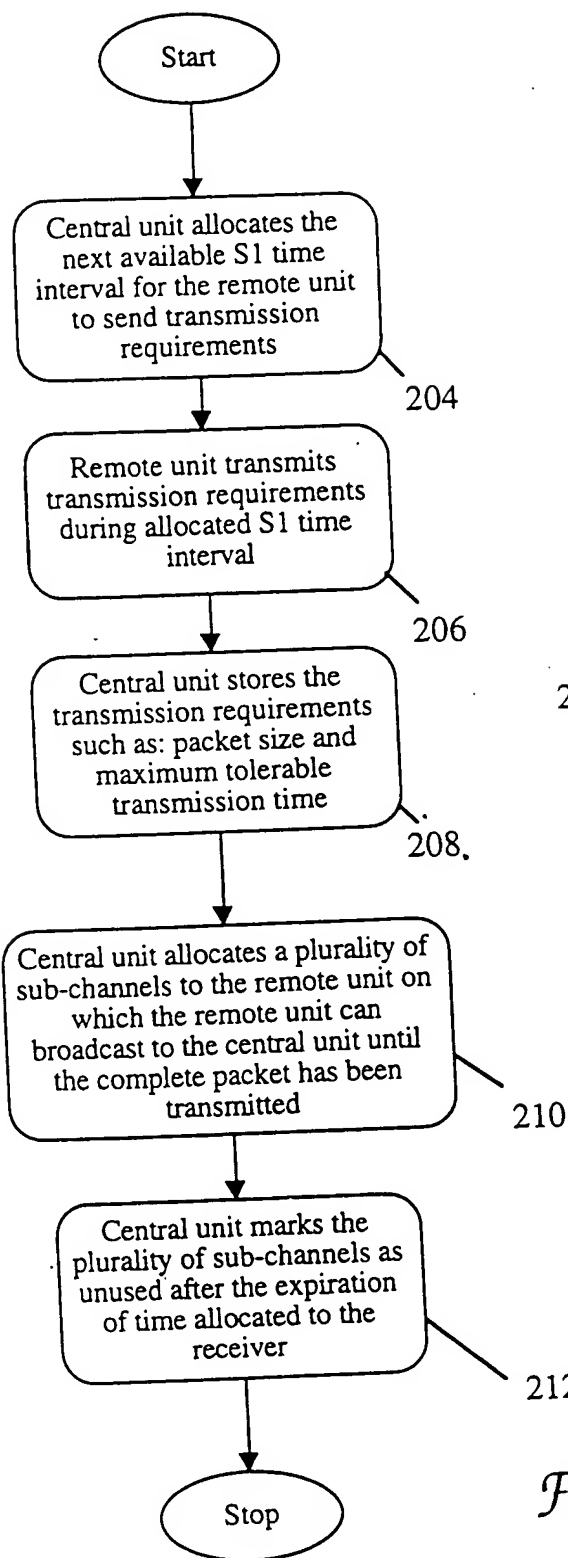 Start
Central unit allocates the
next available S1 time
interval for the remote unit
to send transmission
requirements
204
Remote unit transmits
transmission requirements
during allocated S1 time
interval
206
Central unit stores the
transmission requirements
such as: packet size and
maximum tolerable
transmission time
2
208
Central unit allocates a plurality of
sub-channels to the remote unit on
which the remote unit can
broadcast to the central unit until
the complete packet has been
transmitted
210
Central unit marks the
plurality of sub-channels as
unused after the expiration
of time allocated to the
receiver
212
Stop
F